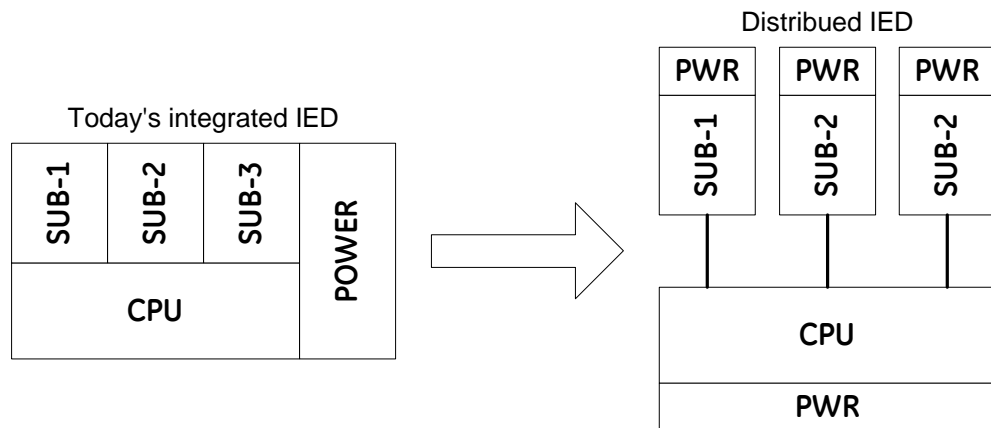 Today's integrated IED
SUB-1
SUB-2
SUB-3
POWER
CPU
Distribued IED
PWR
PWR
PWR
SUB-1
SUB-2
SUB-2
CPU
PWR